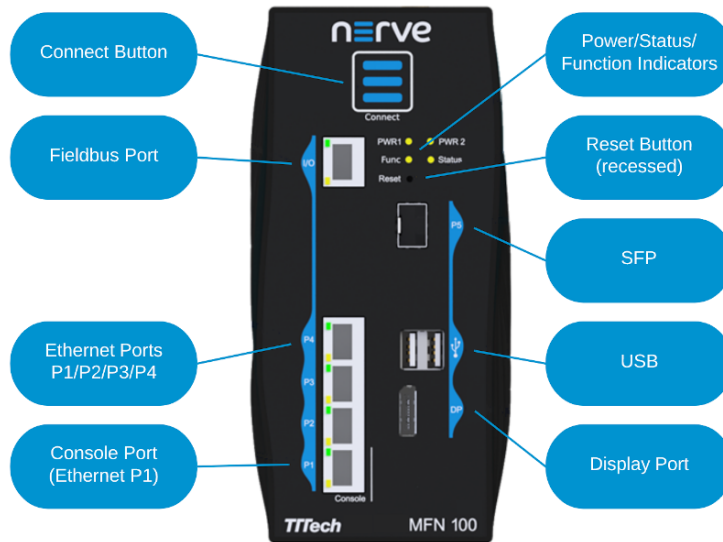 nerve
Connect Button
Power/Status/
Function Indicators
Connect
PWR1
PWR 2
Fieldbus Port
I/O
Func
Status
Reset Button
(recessed)
Reset
P5
SFP
P4
Ethernet Ports
P1/P2/P3/P4
USB
P3
P2
DP
Console Port
(Ethernet P1)
P1
Display Port
Console
TTTech
MFN 100